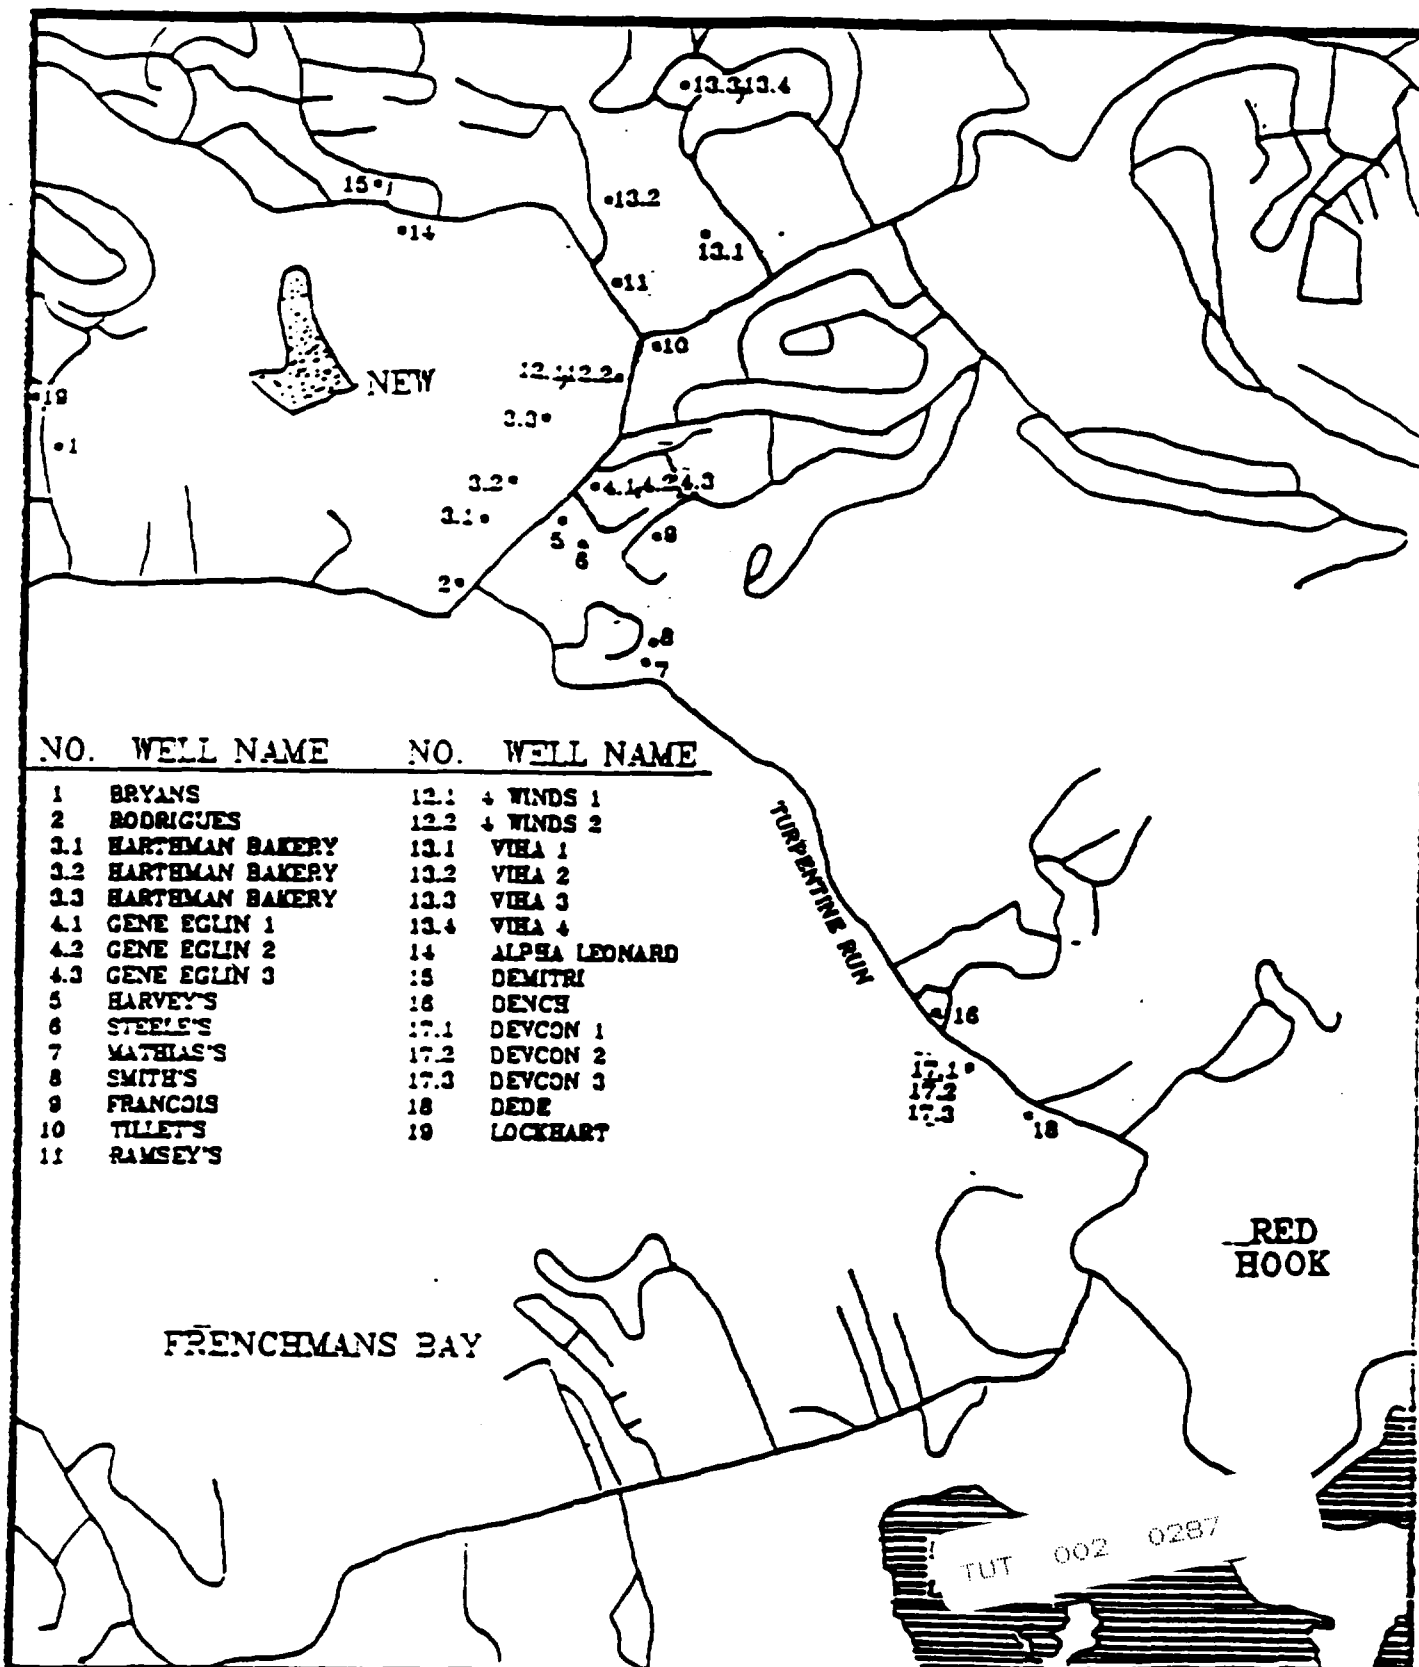 13.3,13.4
15
13.2
14
13.1
11
10
12.1,12.2
NEW
19
3.3
1
3.2
4.1,4.2,4.3
3.1
5
9
6
2
8
7
NO. WELL NAME NO. WELL NAME
1 BRYANS 12.1 4 WINDS 1
2 RODRIGUES 12.2 4 WINDS 2
3.1 HARTHMAN BAKERY 13.1 VIHA 1
3.2 HARTHMAN BAKERY 13.2 VIHA 2
3.3 HARTHMAN BAKERY 13.3 VIHA 3
4.1 GENE EGLIN 1 13.4 VIHA 4
4.2 GENE EGLIN 2 14 ALPHA LEONARD
4.3 GENE EGLIN 3 15 DEMITRI
5 HARVEY'S 16 DENCH
6 STEELE'S 17.1 DEVCON 1
7 MATHIAS'S 17.2 DEVCON 2
8 SMITH'S 17.3 DEVCON 3
9 FRANCOIS 18 DEDE
10 TILLET'S 19 LOCKHART
11 RAMSEY'S
TURPENTINE RUN
16
17.1
17.2
17.3
18
RED
HOOK
FRENCHMANS BAY
TUT 002 0287